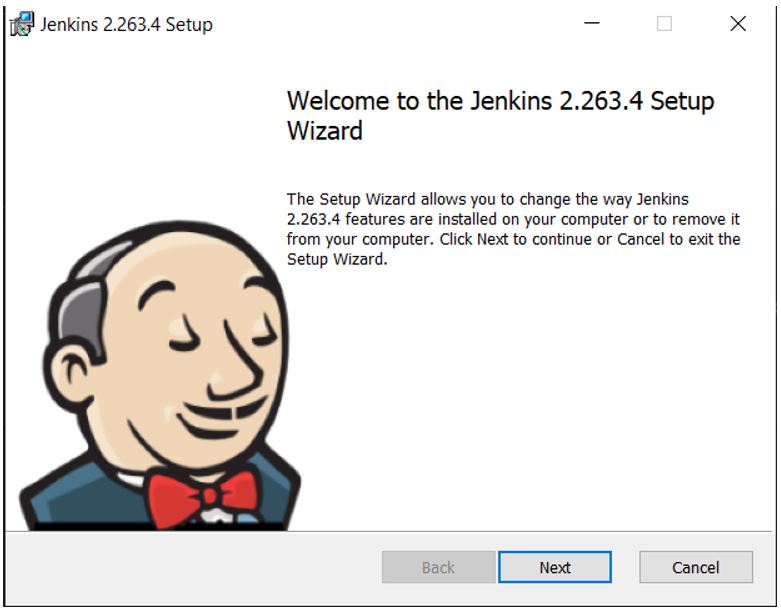 Jenkins 2.263.4 Setup
Welcome to the Jenkins 2.263.4 Setup
Wizard
The Setup Wizard allows you to change the way Jenkins
2.263.4 features are installed on your computer or to remove it
from your computer. Click Next to continue or Cancel to exit the
Setup Wizard.
Back Next Cancel